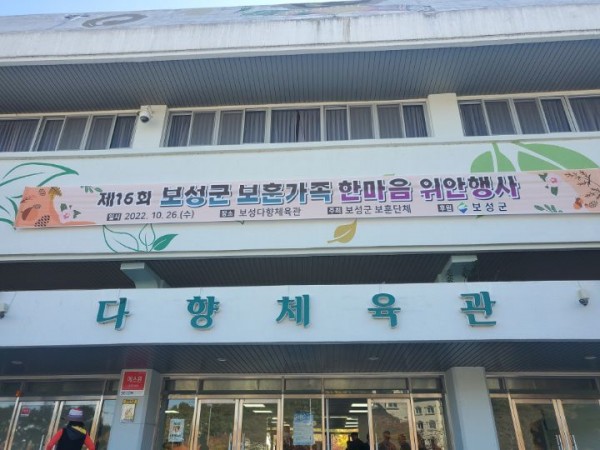 제16회 보성군 보훈가족 한마음 위안행사
일시 2022. 10. 26 (수) 장소 보성다향체육관 주최 보성군 보훈단체 후원 보성군
다향체육관